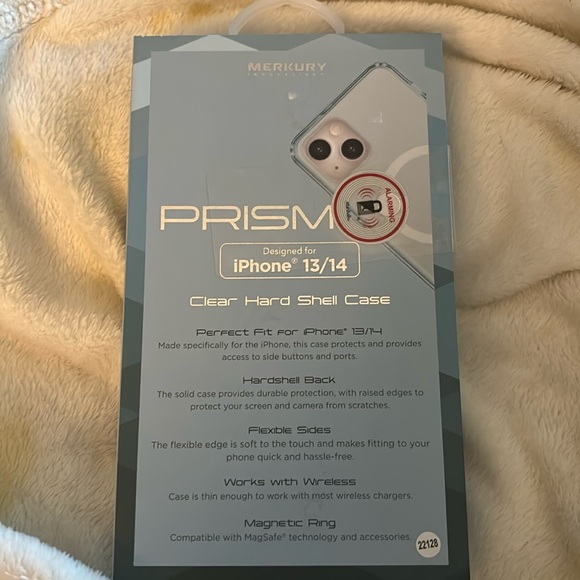 MERKURY
INNOVATIONS
PRISM
ALARMING
Designed for
iPhone® 13/14
Clear Hard Shell Case
Perfect Fit for iPhone® 13/14
Made specifically for the iPhone, this case protects and provides
access to side buttons and ports.
Hardshell Back
The solid case provides durable protection, with raised edges to
protect your screen and camera from scratches.
Flexible Sides
The flexible edge is soft to the touch and makes fitting to your
phone quick and hassle-free.
Works with Wireless
Case is thin enough to work with most wireless chargers.
Magnetic Ring
Compatible with MagSafe® technology and accessories.
22128